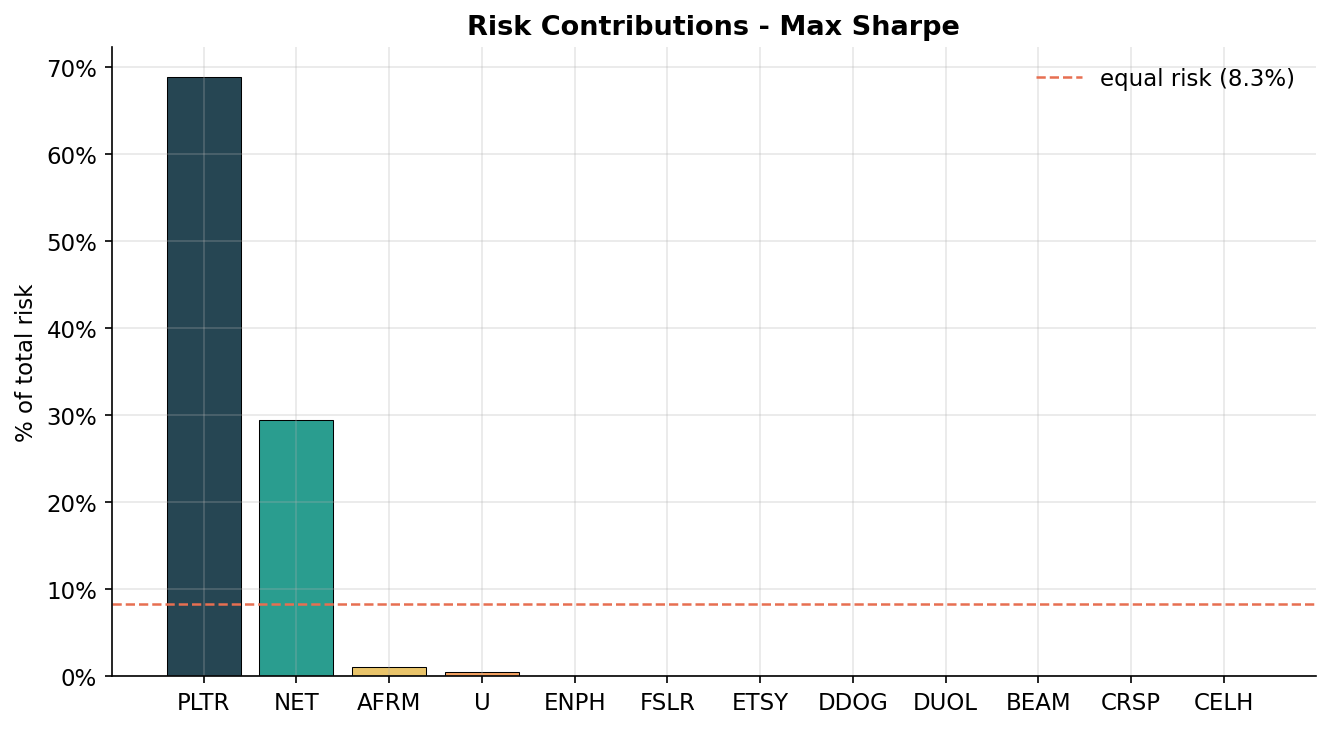 Risk Contributions - Max Sharpe
equal risk (8.3%)
% of total risk
70%
60%
50%
40%
30%
20%
10%
0%
PLTR NET AFRM U ENPH FSLR ETSY DDOG DUOL BEAM CRSP CELH